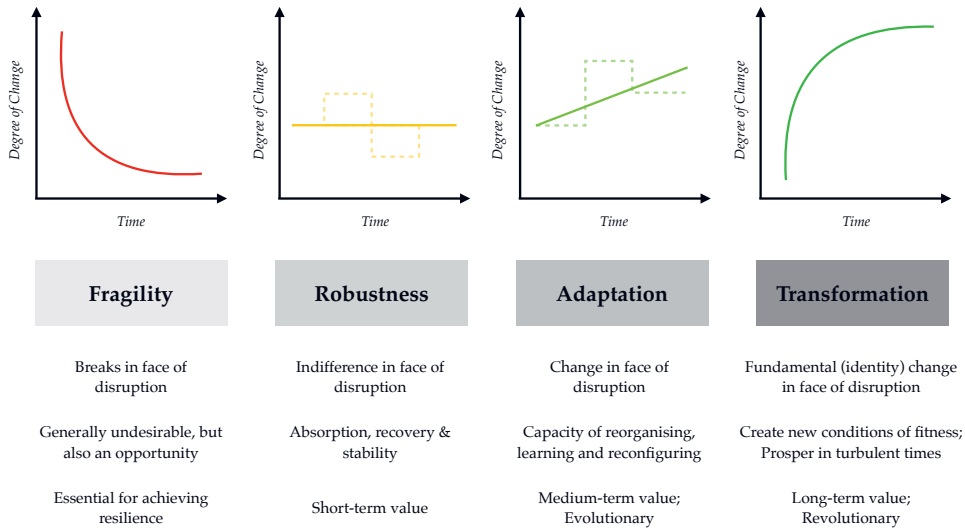 Degree of Change
Time
Degree of Change
Time
Degree of Change
Time
Degree of Change
Time
Fragility
Robustness
Adaptation
Transformation
Breaks in face of
disruption
Indifference in face of
disruption
Change in face of
disruption
Fundamental (identity) change
in face of disruption
Generally undesirable, but
also an opportunity
Absorption, recovery &
stability
Capacity of reorganising,
learning and reconfiguring
Create new conditions of fitness;
Prosper in turbulent times
Essential for achieving
resilience
Short-term value
Medium-term value;
Evolutionary
Long-term value;
Revolutionary